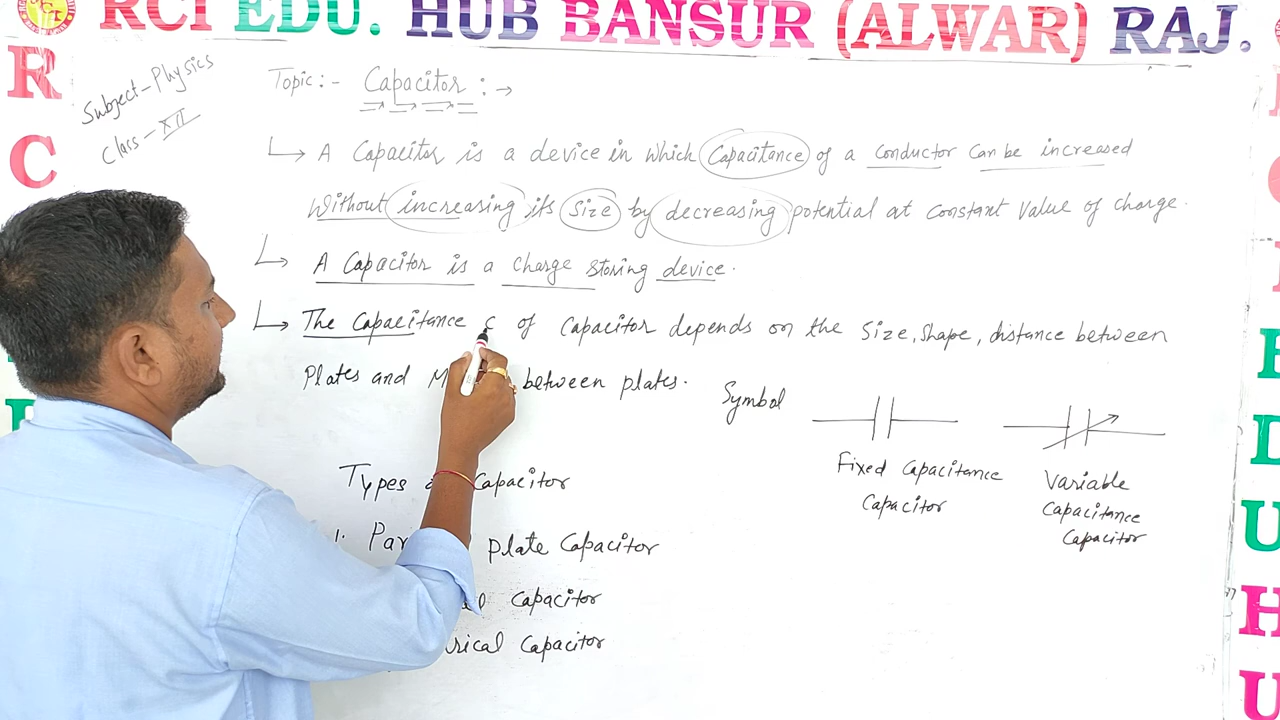 RCI EDU. HUB BANSUR (ALWAR) RAJ.
R
C
Subject-Physics
Class-XII
Topic:- Capacitor:→
A Capacitor is a device in which Capacitance of a conductor can be increased
Without increasing its Size by decreasing potential at constant value of charge.
A Capacitor is a charge storing device.
The Capacitance C of Capacitor depends on the Size, Shape, distance between
Plates and between plates.
Symbol
Fixed Capacitance
Capacitor
Variable
Capacitance
Capacitor
Types Capacitor
1. plate Capacitor
Capacitor
Capacitor
E
D
U
H
U